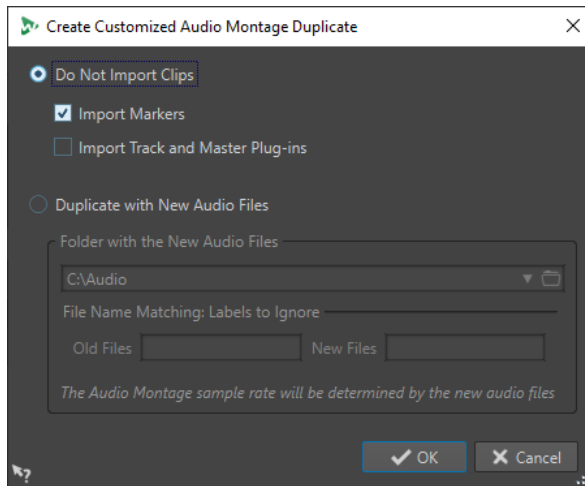 Create Customized Audio Montage Duplicate
Do Not Import Clips
Import Markers
Import Track and Master Plug-ins
Duplicate with New Audio Files
Folder with the New Audio Files
C:\Audio
File Name Matching: Labels to Ignore
Old Files New Files
The Audio Montage sample rate will be determined by the new audio files
OK Cancel